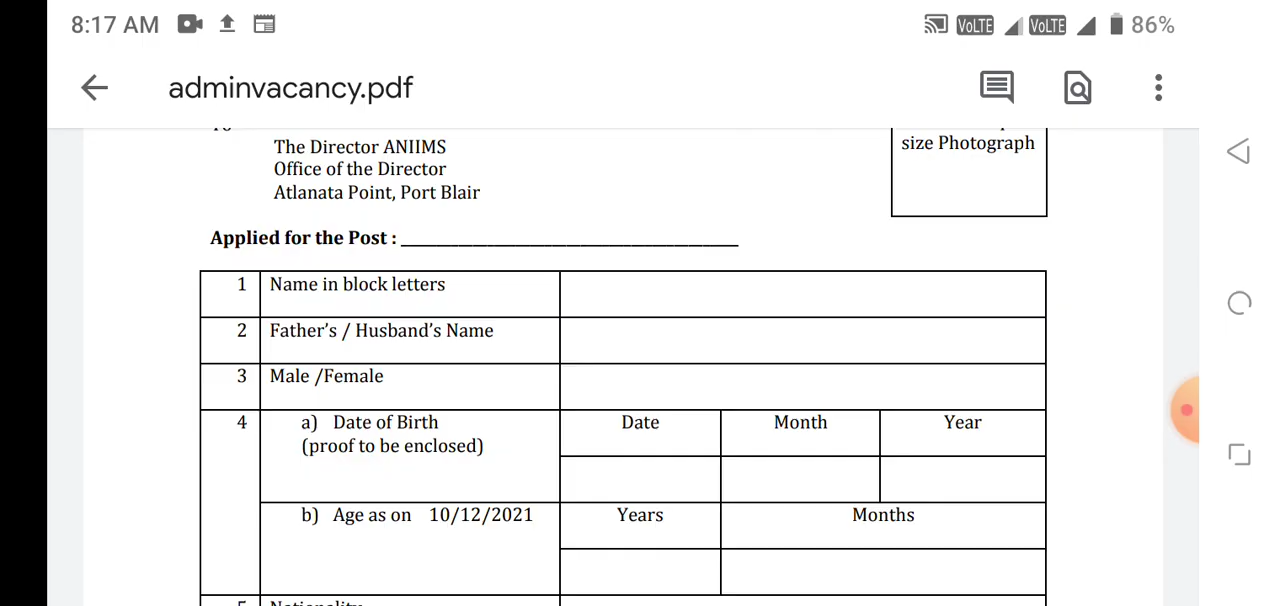 8:17 AM VoLTE VoLTE 86%
adminvacancy.pdf
The Director ANIIMS
Office of the Director
Atlanata Point, Port Blair
size Photograph
Applied for the Post :
1 Name in block letters
2 Father’s / Husband’s Name
3 Male /Female
4 a) Date of Birth Date Month Year
(proof to be enclosed)
b) Age as on 10/12/2021 Years Months
5 Nationality